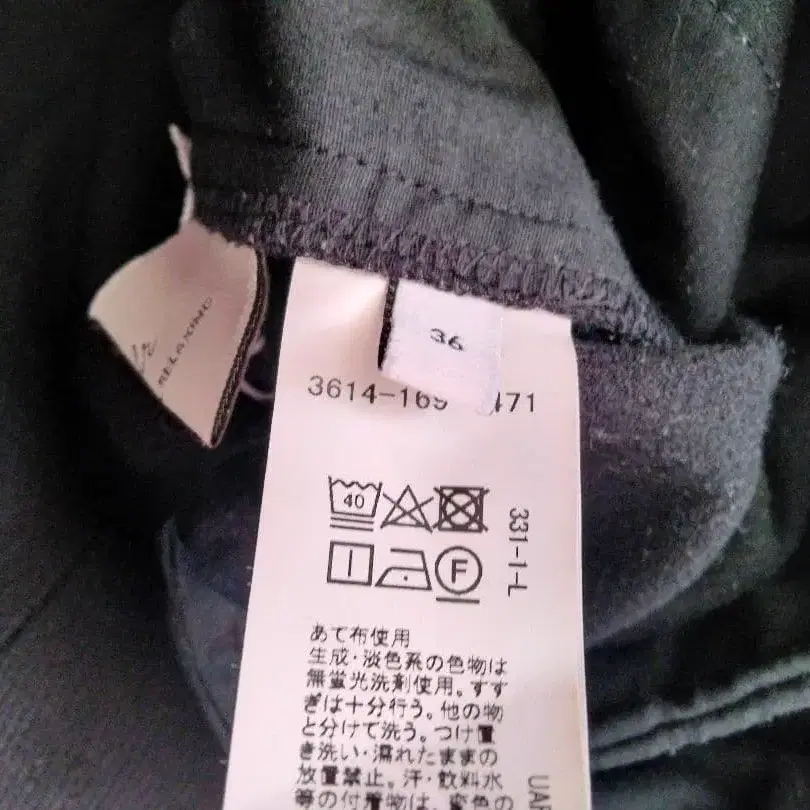 RELAXING
36
3614-169 471
40
F
331-1-L
あて布使用
生成・淡色系の色物は
無蛍光洗剤使用。すす
ぎは十分行う。他の物
と分けて洗う。つけ置
き洗い・濡れたままの
放置禁止。汗・飲料水
等の付着物は、変色の